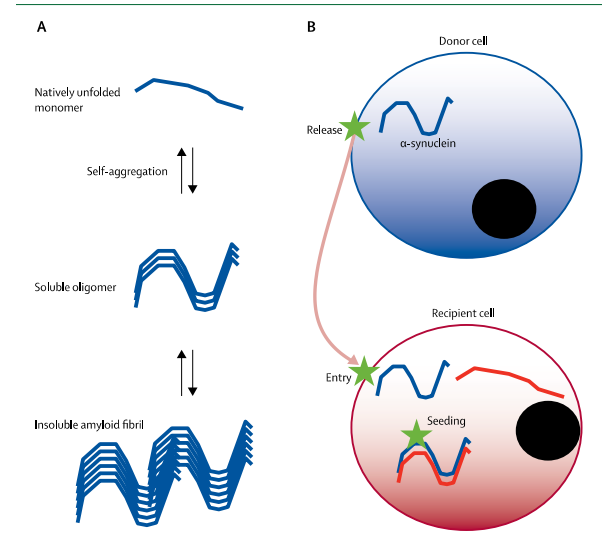 A
Natively unfolded
monomer
Self-aggregation
Soluble oligomer
Insoluble amyloid fibril
B
Donor cell
Release
α-synuclein
Recipient cell
Entry
Seeding